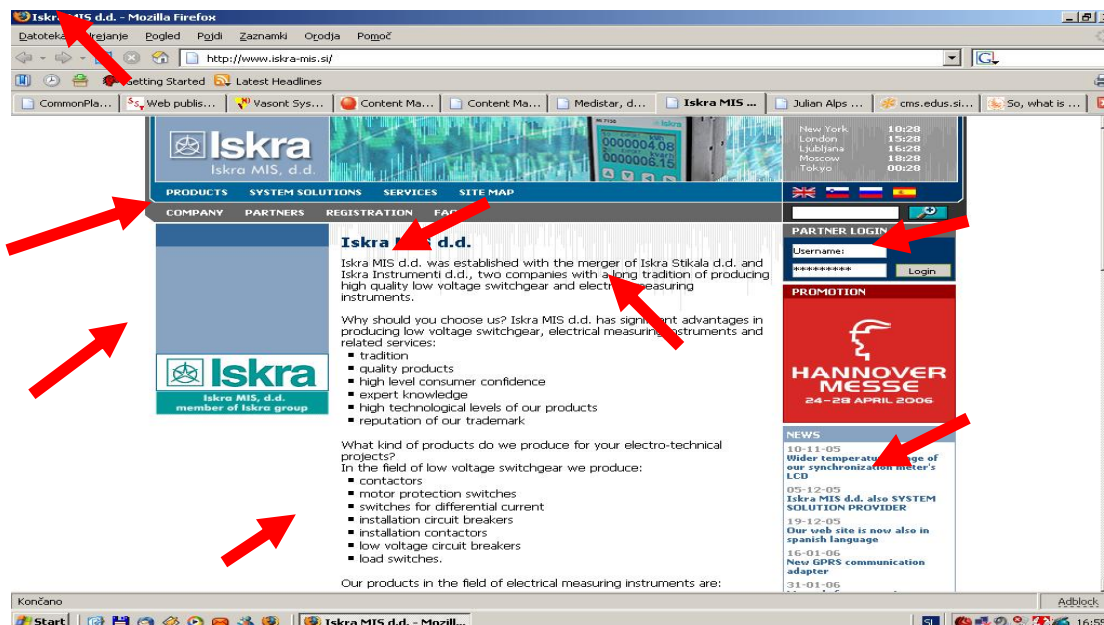 Iskra MIS d.d. - Mozilla Firefox
Datoteka Urejanje Pogled Pojdi Zaznamki Orodja Pomoč
http://www.iskra-mis.si/
G
Getting Started Latest Headlines
CommonPla... Web publis... Vasont Sys... Content Ma... Content Ma... Medistar, d... Iskra MIS ... Julian Alps ... cms.edus.si... So, what is ...
Iskra
Iskra MIS, d.d.
Iskra
0000004.08
0000006.15
New York 10:28
London 15:28
Ljubljana 16:28
Moscow 18:28
Tokyo 00:28
PRODUCTS SYSTEM SOLUTIONS SERVICES SITE MAP
COMPANY PARTNERS REGISTRATION FAQ
Iskra MIS d.d.
Iskra MIS d.d. was established with the merger of Iskra Stikala d.d. and
Iskra Instrumenti d.d., two companies with a long tradition of producing
high quality low voltage switchgear and electric measuring
instruments.
Why should you choose us? Iskra MIS d.d. has significant advantages in
producing low voltage switchgear, electrical measuring instruments and
related services:
tradition
quality products
high level consumer confidence
expert knowledge
high technological levels of our products
reputation of our trademark
What kind of products do we produce for your electro-technical
projects?
In the field of low voltage switchgear we produce:
contactors
motor protection switches
switches for differential current
installation circuit breakers
installation contactors
low voltage circuit breakers
load switches.
Our products in the field of electrical measuring instruments are:
Iskra
Iskra MIS, d.d.
member of Iskra group
PARTNER LOGIN
Username:
*********
Login
PROMOTION
HANNOVER
MESSE
24-28 APRIL 2006
NEWS
10-11-05
Wider temperature range of
our synchronization meter's
LCD
05-12-05
Iskra MIS d.d. also SYSTEM
SOLUTION PROVIDER
19-12-05
Our web site is now also in
spanish language
16-01-06
New GPRS communication
adapter
31-01-06
Končano Adblock
Start Iskra MIS d.d. - Mozill... SL 16:55